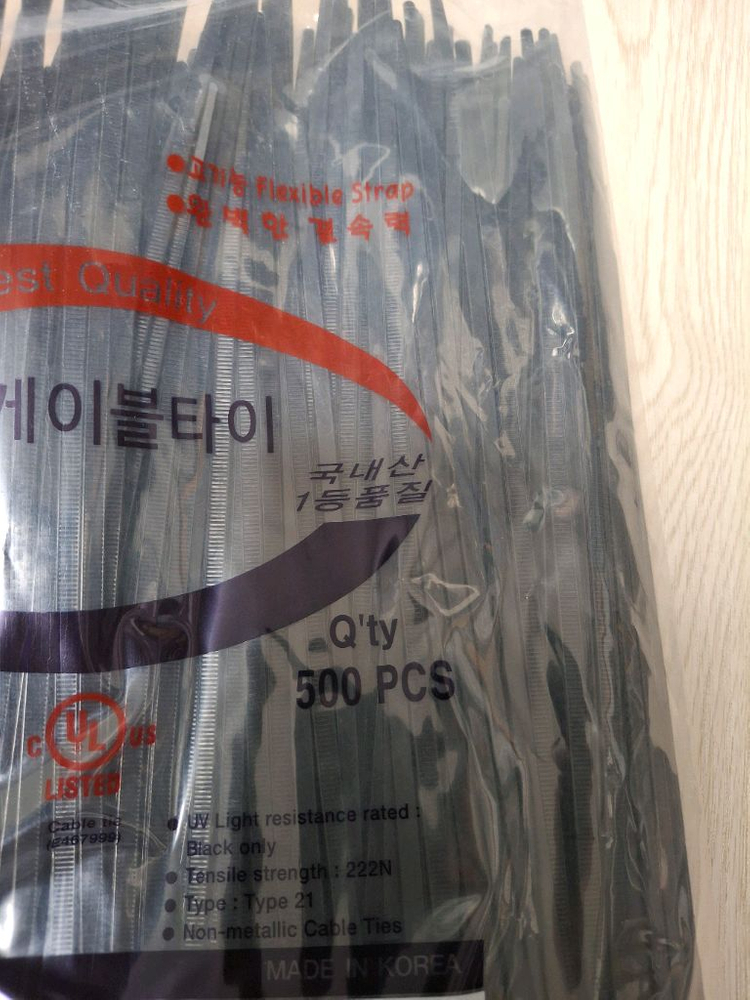 ●고기능 Flexible Strap
●완벽한 결속력
est Quality
케이블타이
국내산
1등품질
Q'ty
500 PCS
C UL US
LISTED
Cable tie
(E467999)
● UV Light resistance rated :
Black only
● Tensile strength : 222N
● Type : Type 21
● Non-metallic Cable Ties
MADE IN KOREA